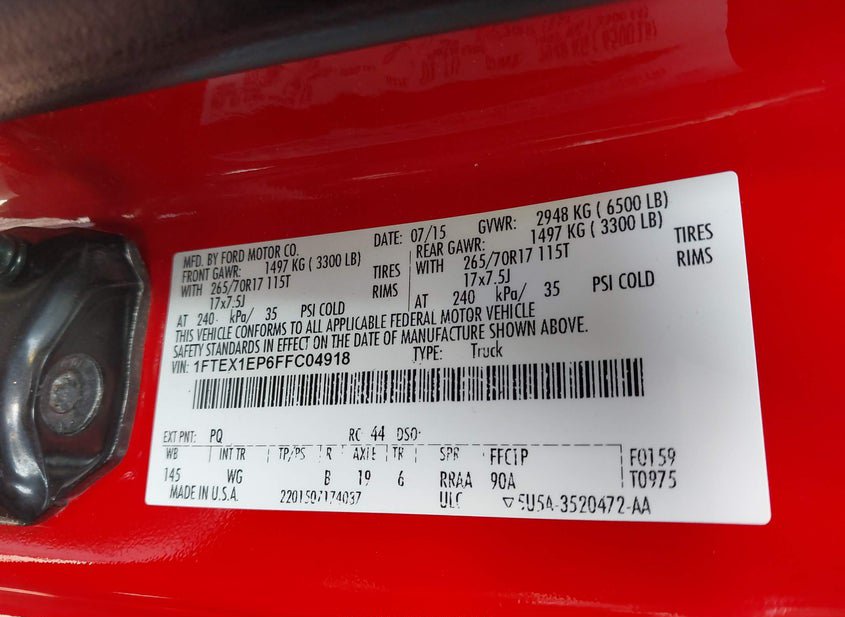 MFD. BY FORD MOTOR CO.
DATE: 07/15 GVWR: 2948 KG ( 6500 LB)
FRONT GAWR: 1497 KG ( 3300 LB)
REAR GAWR: 1497 KG ( 3300 LB)
WITH 265/70R17 115T TIRES
WITH 265/70R17 115T TIRES
17x7.5J RIMS
17x7.5J RIMS
AT 240 kPa/ 35 PSI COLD
AT 240 kPa/ 35 PSI COLD
THIS VEHICLE CONFORMS TO ALL APPLICABLE FEDERAL MOTOR VEHICLE
SAFETY STANDARDS IN EFFECT ON THE DATE OF MANUFACTURE SHOWN ABOVE.
VIN: 1FTEX1EP6FFC04918 TYPE: Truck
EXT PNT: PQ RC: 44 DSO:
WB INT TR TP/PS R AXLE TR SPR FFC1P F0159
145 WG B 19 6 RRAA 90A T0975
MADE IN U.S.A. 2201507174037 ULC ▽5U5A-3520472-AA